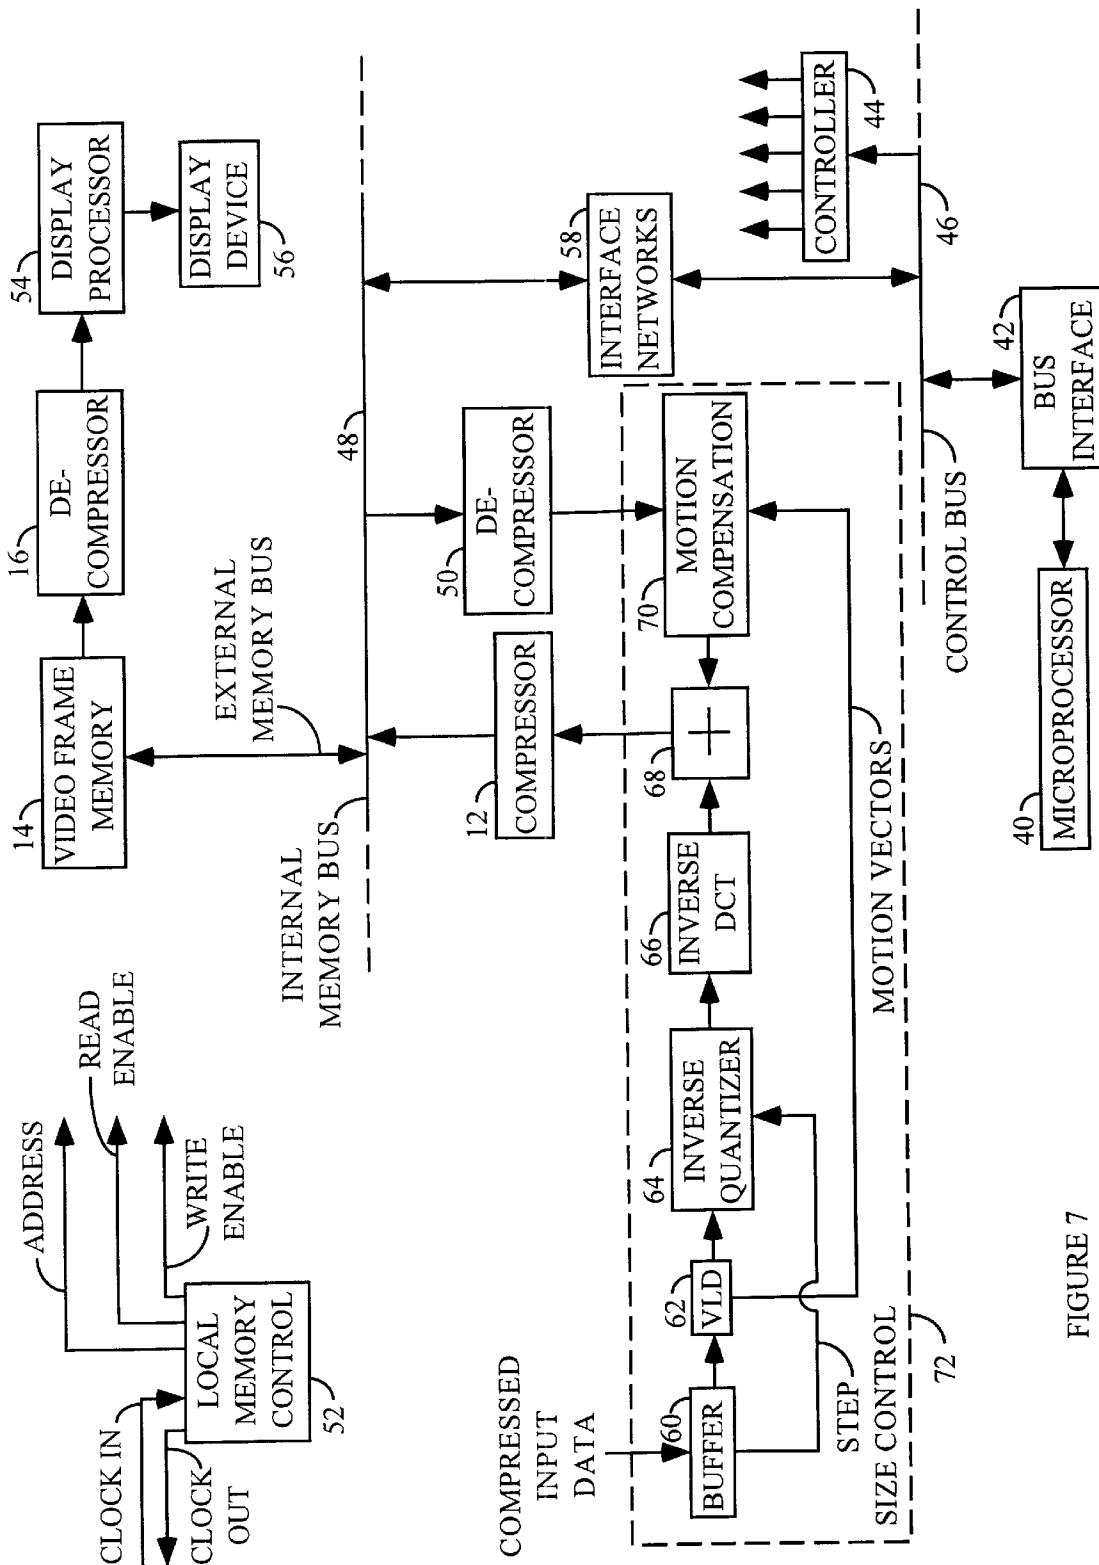 CLOCK IN
CLOCK
OUT
LOCAL
MEMORY
CONTROL
52
ADDRESS
READ
ENABLE
WRITE
ENABLE
14
VIDEO FRAME
MEMORY
16
DE-
COMPRESSOR
54
DISPLAY
PROCESSOR
DISPLAY
DEVICE
56
EXTERNAL
MEMORY BUS
INTERNAL
MEMORY BUS
48
12
COMPRESSOR
50
DE-
COMPRESSOR
58
INTERFACE
NETWORKS
CONTROLLER
44
46
COMPRESSED
INPUT
DATA
60
BUFFER
62
VLD
64
INVERSE
QUANTIZER
66
INVERSE
DCT
68
+
70
MOTION
COMPENSATION
STEP
SIZE CONTROL
MOTION VECTORS
72
CONTROL BUS
40
MICROPROCESSOR
42
BUS
INTERFACE
FIGURE 7